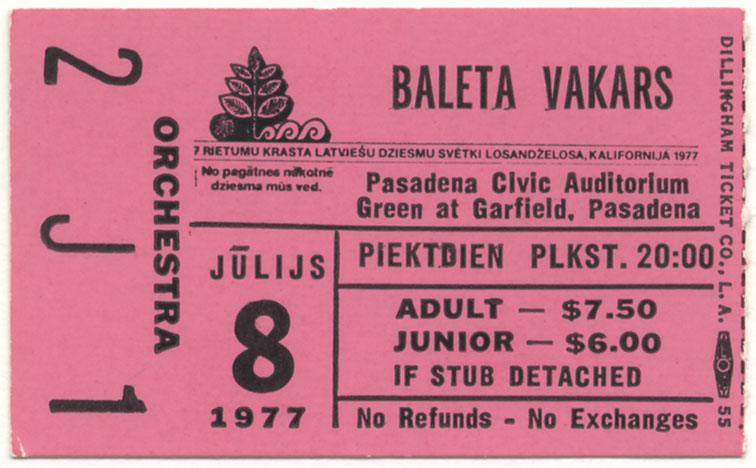 2 J 1
ORCHESTRA
BALETA VAKARS
7 RIETUMU KRASTA LATVIEŠU DZIESMU SVĒTKI LOSANDŽELOSA, KALIFORNIJA 1977
No pagātnes nākotnē
dziesma mūs ved.
Pasadena Civic Auditorium
Green at Garfield, Pasadena
JŪLIJS
8
1977
PIEKTDIEN PLKST. 20:00
ADULT — $7.50
JUNIOR — $6.00
IF STUB DETACHED
No Refunds - No Exchanges
DILLINGHAM TICKET CO., L. A. 55